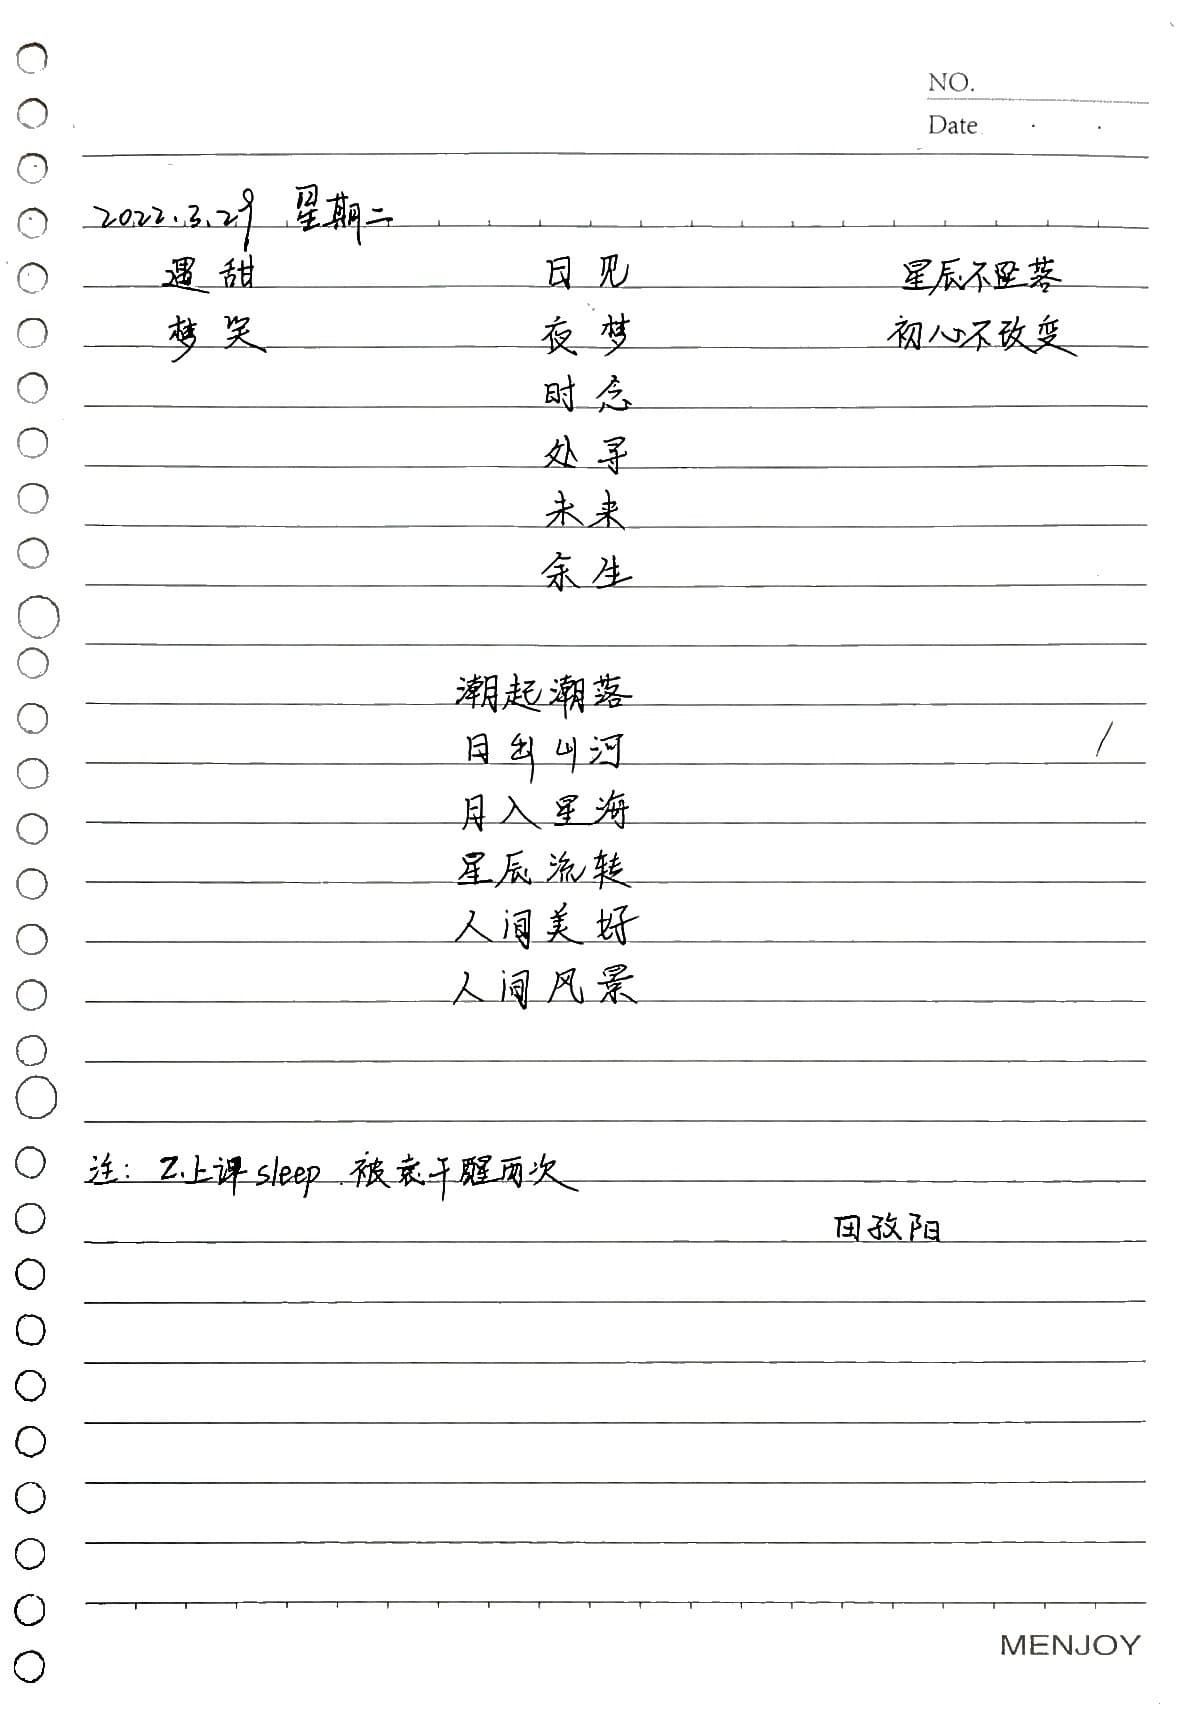 NO.
Date
2022.3.29 星期二
遇甜 日见 星辰不坠落
梦笑 夜梦 初心不改变
时念
处寻
未来
余生
潮起潮落
日出山河
月入星海
星辰流转
人间美好
人间风景
注: 2.上课sleep.被袁干醒两次
田孜阳
MENJOY